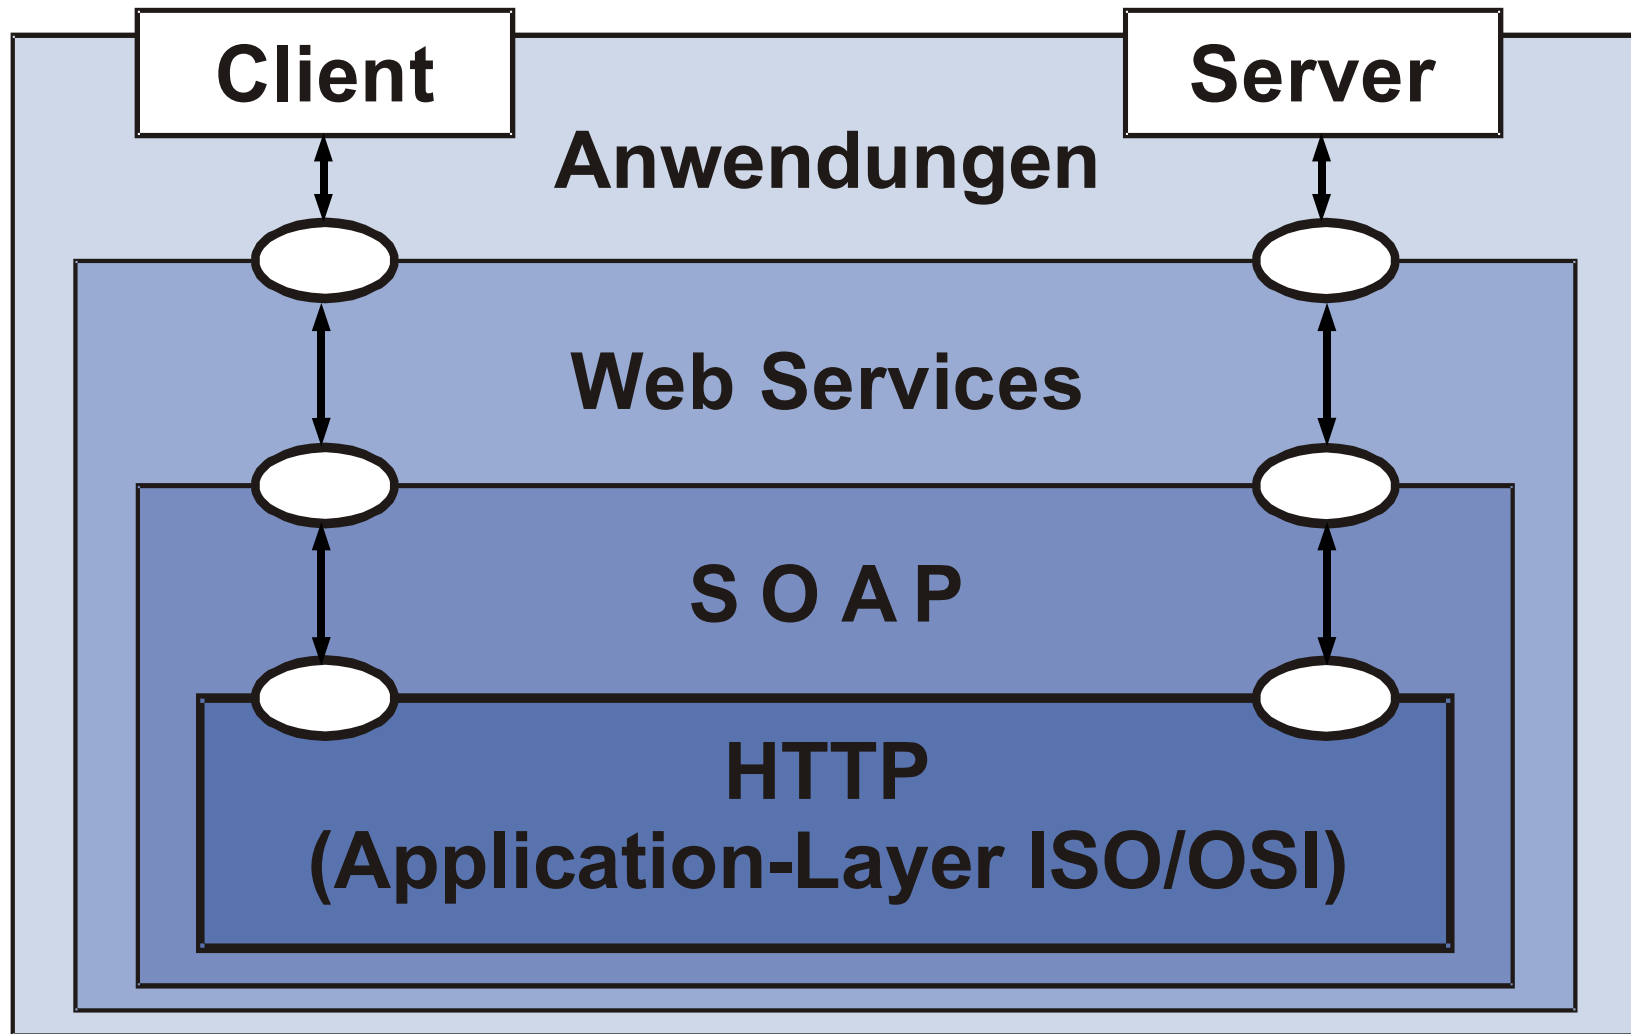 Client
Server
Anwendungen
Web Services
S O A P
HTTP
(Application-Layer ISO/OSI)